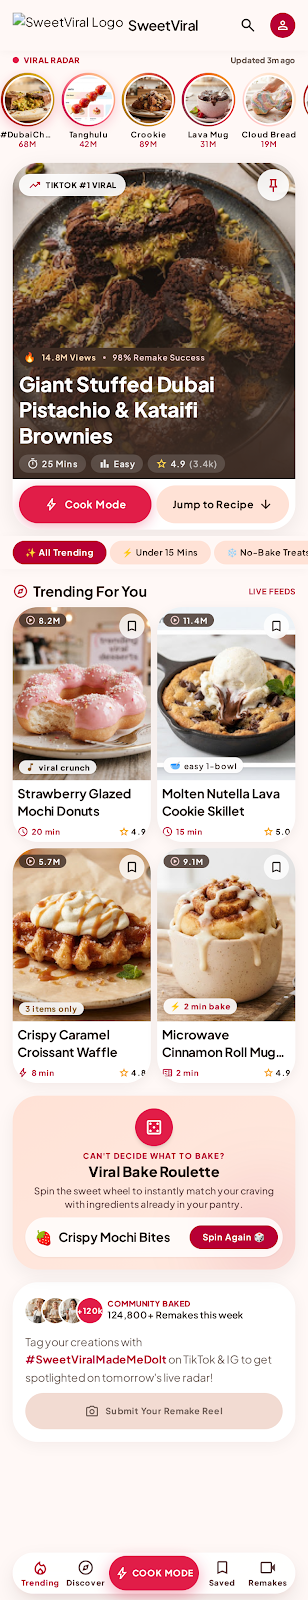 SweetViral Logo SweetViral
VIRAL RADAR Updated 3m ago
#DubaiCh... Tanghulu Crookie Lava Mug Cloud Bread
68M 42M 89M 31M 19M
TIKTOK #1 VIRAL
🔥 14.8M Views • 98% Remake Success
Giant Stuffed Dubai
Pistachio & Kataifi
Brownies
25 Mins Easy 4.9 (3.4k)
Cook Mode Jump to Recipe
✨ All Trending ⚡ Under 15 Mins ❄️ No-Bake Treats
Trending For You LIVE FEEDS
8.2M
trending
viral
desserts
🎵 viral crunch
Strawberry Glazed
Mochi Donuts
20 min 4.9
11.4M
🥣 easy 1-bowl
Molten Nutella Lava
Cookie Skillet
15 min 5.0
5.7M
3 items only
Crispy Caramel
Croissant Waffle
8 min 4.8
9.1M
⚡ 2 min bake
Microwave
Cinnamon Roll Mug...
2 min 4.9
CAN'T DECIDE WHAT TO BAKE?
Viral Bake Roulette
Spin the sweet wheel to instantly match your craving
with ingredients already in your pantry.
🍓 Crispy Mochi Bites Spin Again 🎲
+120k
COMMUNITY BAKED
124,800+ Remakes this week
Tag your creations with
#SweetViralMadeMeDoIt on TikTok & IG to get
spotlighted on tomorrow's live radar!
Submit Your Remake Reel
Trending Discover COOK MODE Saved Remakes